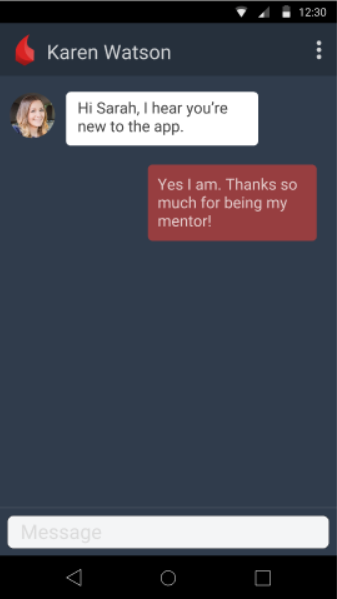 12:30
Karen Watson
Hi Sarah, I hear you're
new to the app.
Yes I am. Thanks so
much for being my
mentor!
Message